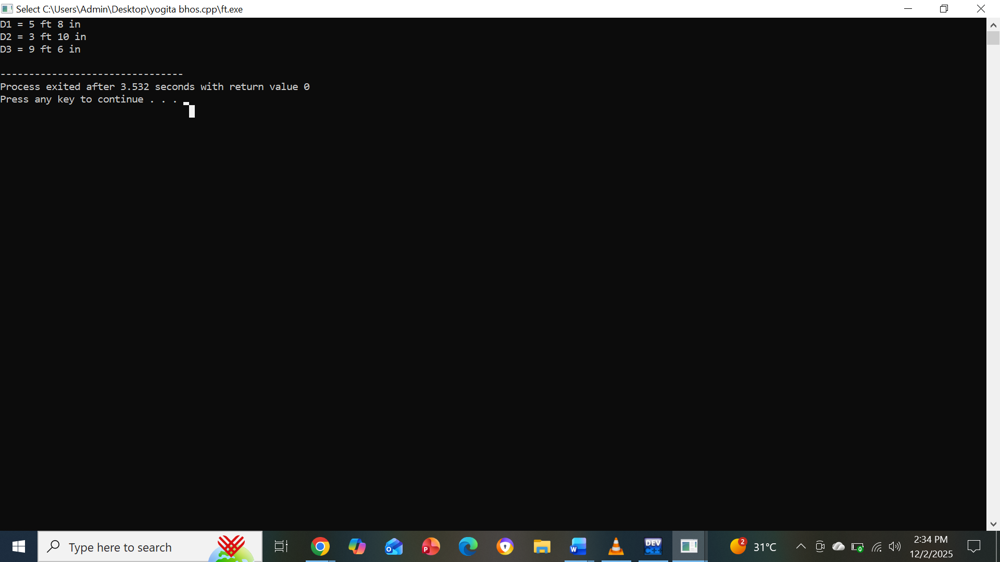 Select C:\Users\Admin\Desktop\yogita bhos.cpp\ft.exe
D1 = 5 ft 8 in
D2 = 3 ft 10 in
D3 = 9 ft 6 in
--------------------------------
Process exited after 3.532 seconds with return value 0
Press any key to continue . . .
Type here to search
O
P
W
DEV
C++
2
31°C
2:34 PM
12/2/2025